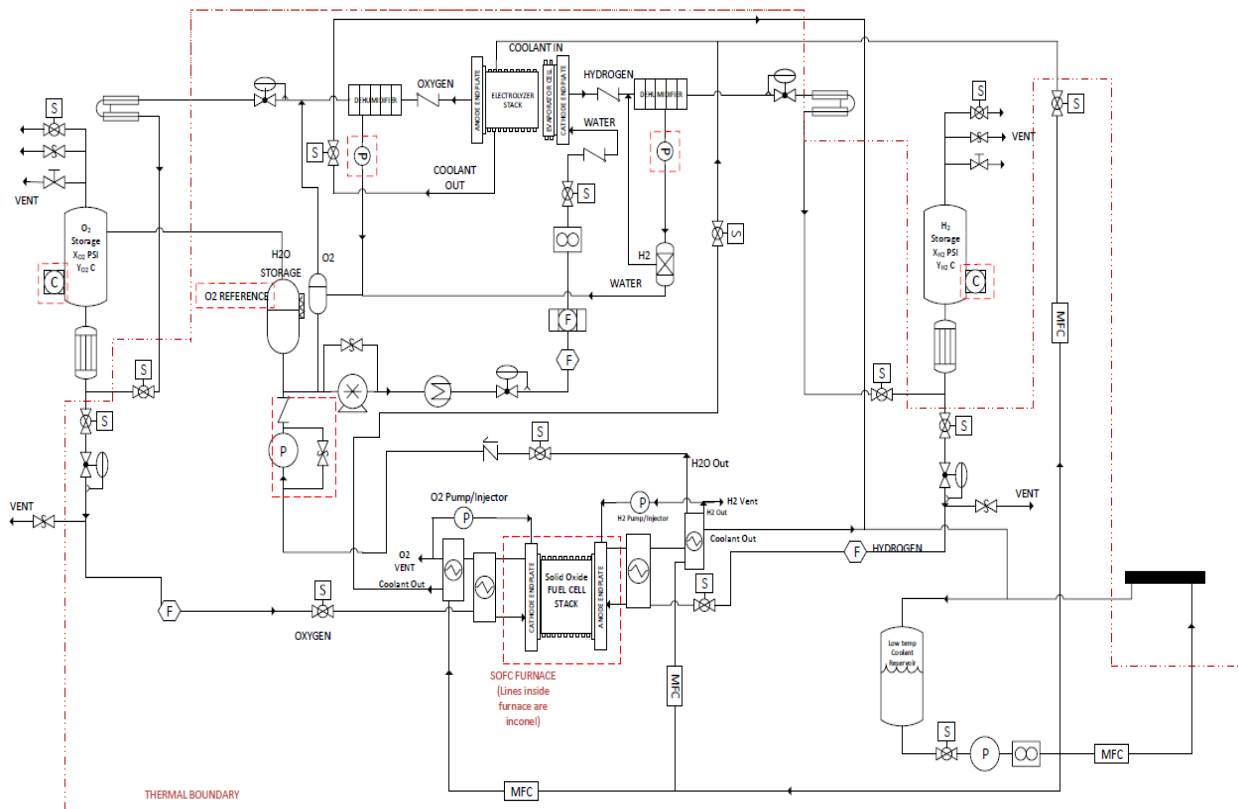 COOLANT IN
S
OXYGEN
HYDROGEN
DEHUMIDIFIER
ANODE ENDPLATE
ELECTROLYZER
STACK
EVAPORATOR CELL
CATHODE ENDPLATE
DEHUMIDIFIER
S
S
VENT
WATER
S
P
P
COOLANT
OUT
S
VENT
O2
Storage
XO2 PSI
YO2 C
H2
Storage
XH2 PSI
YH2 C
S
H2O
STORAGE
O2
H2
C
C
WATER
O2 REFERENCE
F
MFC
F
S
S
S
S
P
S
H2O Out
O2 Pump/Injector
P
P
H2 Vent
H2 Pump/Injector
H2 Out
VENT
VENT
Coolant Out
F
HYDROGEN
O2
VENT
Coolant Out
CATHODE ENDPLATE
Solid Oxide
FUEL CELL
STACK
ANODE ENDPLATE
S
S
F
OXYGEN
Low temp
Coolant
Reservoir
SOFC FURNACE
(Lines inside
furnace are
inconel)
MFC
S
P
MFC
MFC
THERMAL BOUNDARY